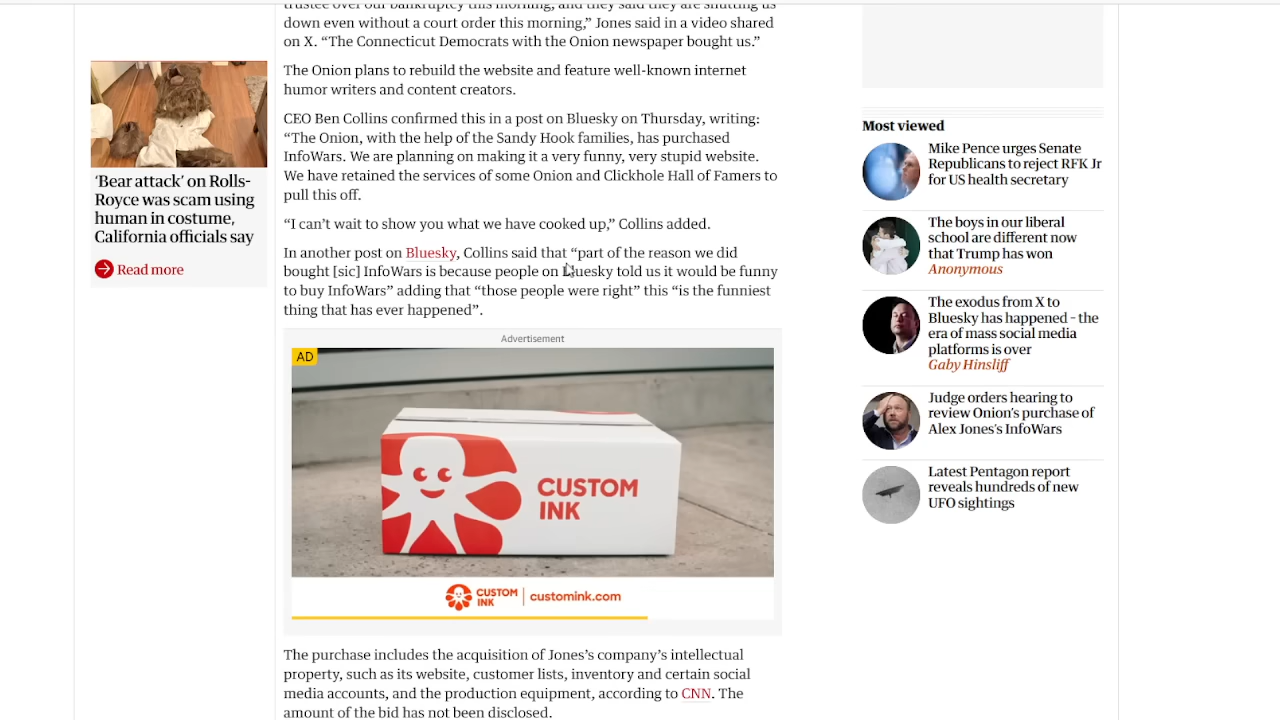 trustee over our bankruptcy this morning, and they said they are shutting us
down even without a court order this morning,” Jones said in a video shared
on X. “The Connecticut Democrats with the Onion newspaper bought us.”
The Onion plans to rebuild the website and feature well-known internet
humor writers and content creators.
CEO Ben Collins confirmed this in a post on Bluesky on Thursday, writing:
“The Onion, with the help of the Sandy Hook families, has purchased
InfoWars. We are planning on making it a very funny, very stupid website.
We have retained the services of some Onion and Clickhole Hall of Famers to
pull this off.
“I can’t wait to show you what we have cooked up,” Collins added.
In another post on Bluesky, Collins said that “part of the reason we did
bought [sic] InfoWars is because people on Bluesky told us it would be funny
to buy InfoWars” adding that “those people were right” this “is the funniest
thing that has ever happened”.
Advertisement
AD
CUSTOM
INK
CUSTOM
INK
customink.com
The purchase includes the acquisition of Jones’s company’s intellectual
property, such as its website, customer lists, inventory and certain social
media accounts, and the production equipment, according to CNN. The
amount of the bid has not been disclosed.
‘Bear attack’ on Rolls-
Royce was scam using
human in costume,
California officials say
Read more
Most viewed
Mike Pence urges Senate
Republicans to reject RFK Jr
for US health secretary
The boys in our liberal
school are different now
that Trump has won
Anonymous
The exodus from X to
Bluesky has happened – the
era of mass social media
platforms is over
Gaby Hinsliff
Judge orders hearing to
review Onion’s purchase of
Alex Jones’s InfoWars
Latest Pentagon report
reveals hundreds of new
UFO sightings